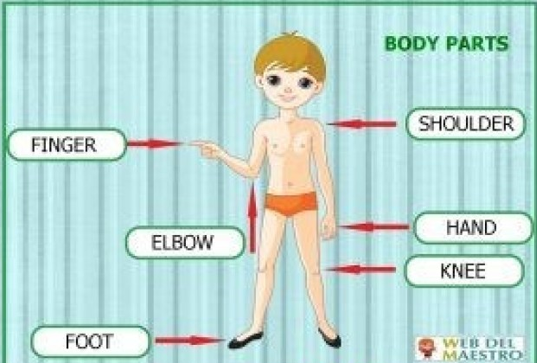 BODY PARTS
SHOULDER
FINGER
HAND
ELBOW
KNEE
FOOT
WEB DEL
MAESTRO